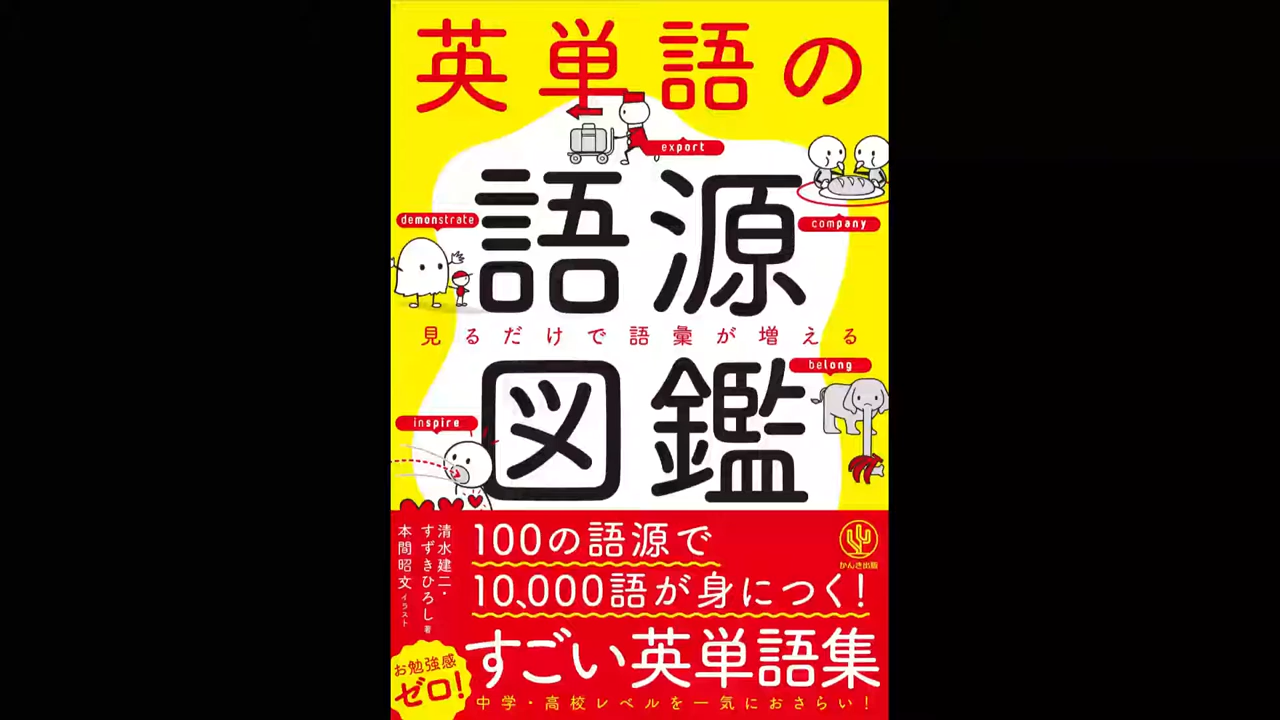 英単語の
export
company
demonstrate
語源
見るだけで語彙が増える
belong
図鑑
inspire
清水建二・
すずきひろし 著
本間昭文 イラスト
100の語源で
10,000語が身につく!
かんき出版
すごい英単語集
お勉強感
ゼロ!
中学・高校レベルを一気におさらい!